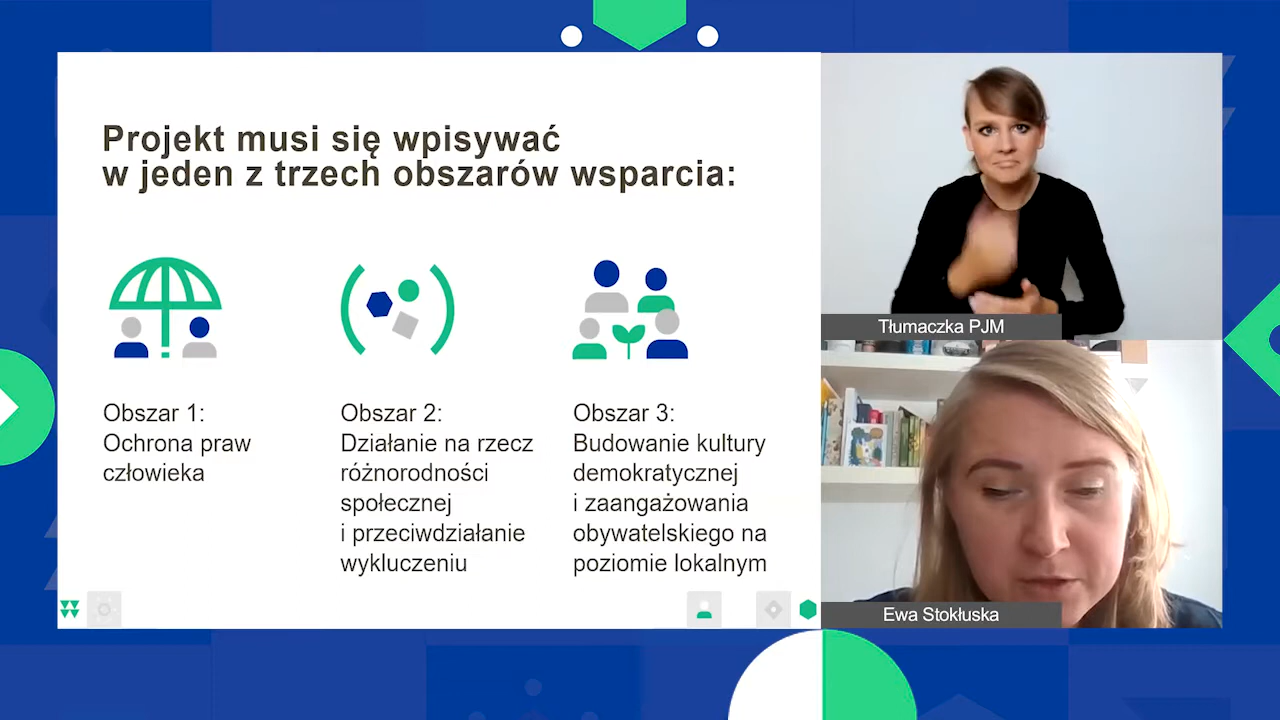 Projekt musi się wpisywać
w jeden z trzech obszarów wsparcia:
Obszar 1:
Ochrona praw
człowieka
Obszar 2:
Działanie na rzecz
różnorodności
społecznej
i przeciwdziałanie
wykluczeniu
Obszar 3:
Budowanie kultury
demokratycznej
i zaangażowania
obywatelskiego na
poziomie lokalnym
Tłumaczka PJM
Ewa Stokłuska